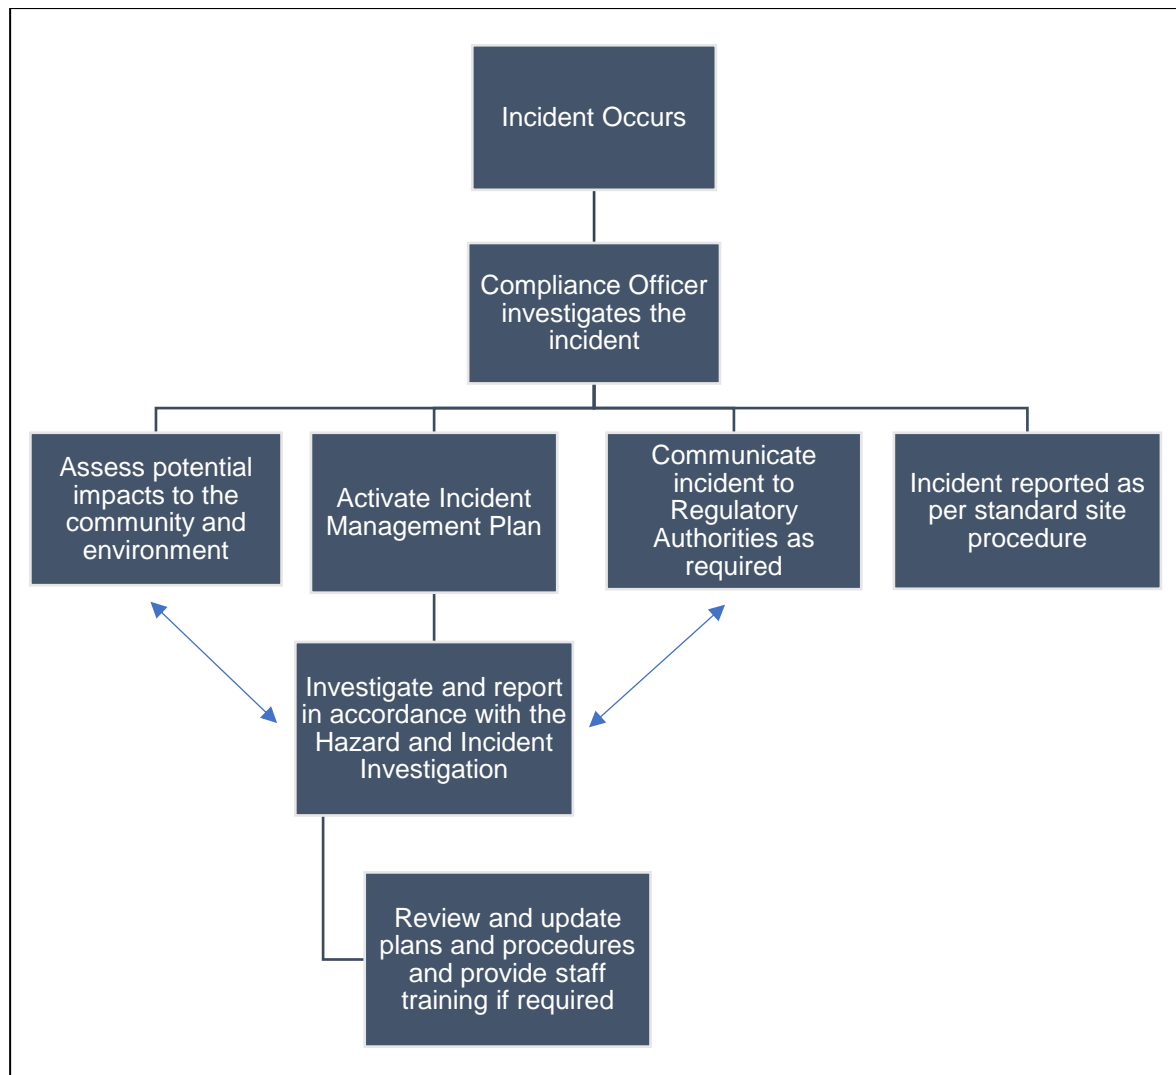 Incident Occurs
Compliance Officer
investigates the
incident
Assess potential
impacts to the
community and
environment
Activate Incident
Management Plan
Communicate
incident to
Regulatory
Authorities as
required
Incident reported as
per standard site
procedure
Investigate and report
in accordance with the
Hazard and Incident
Investigation
Review and update
plans and procedures
and provide staff
training if required